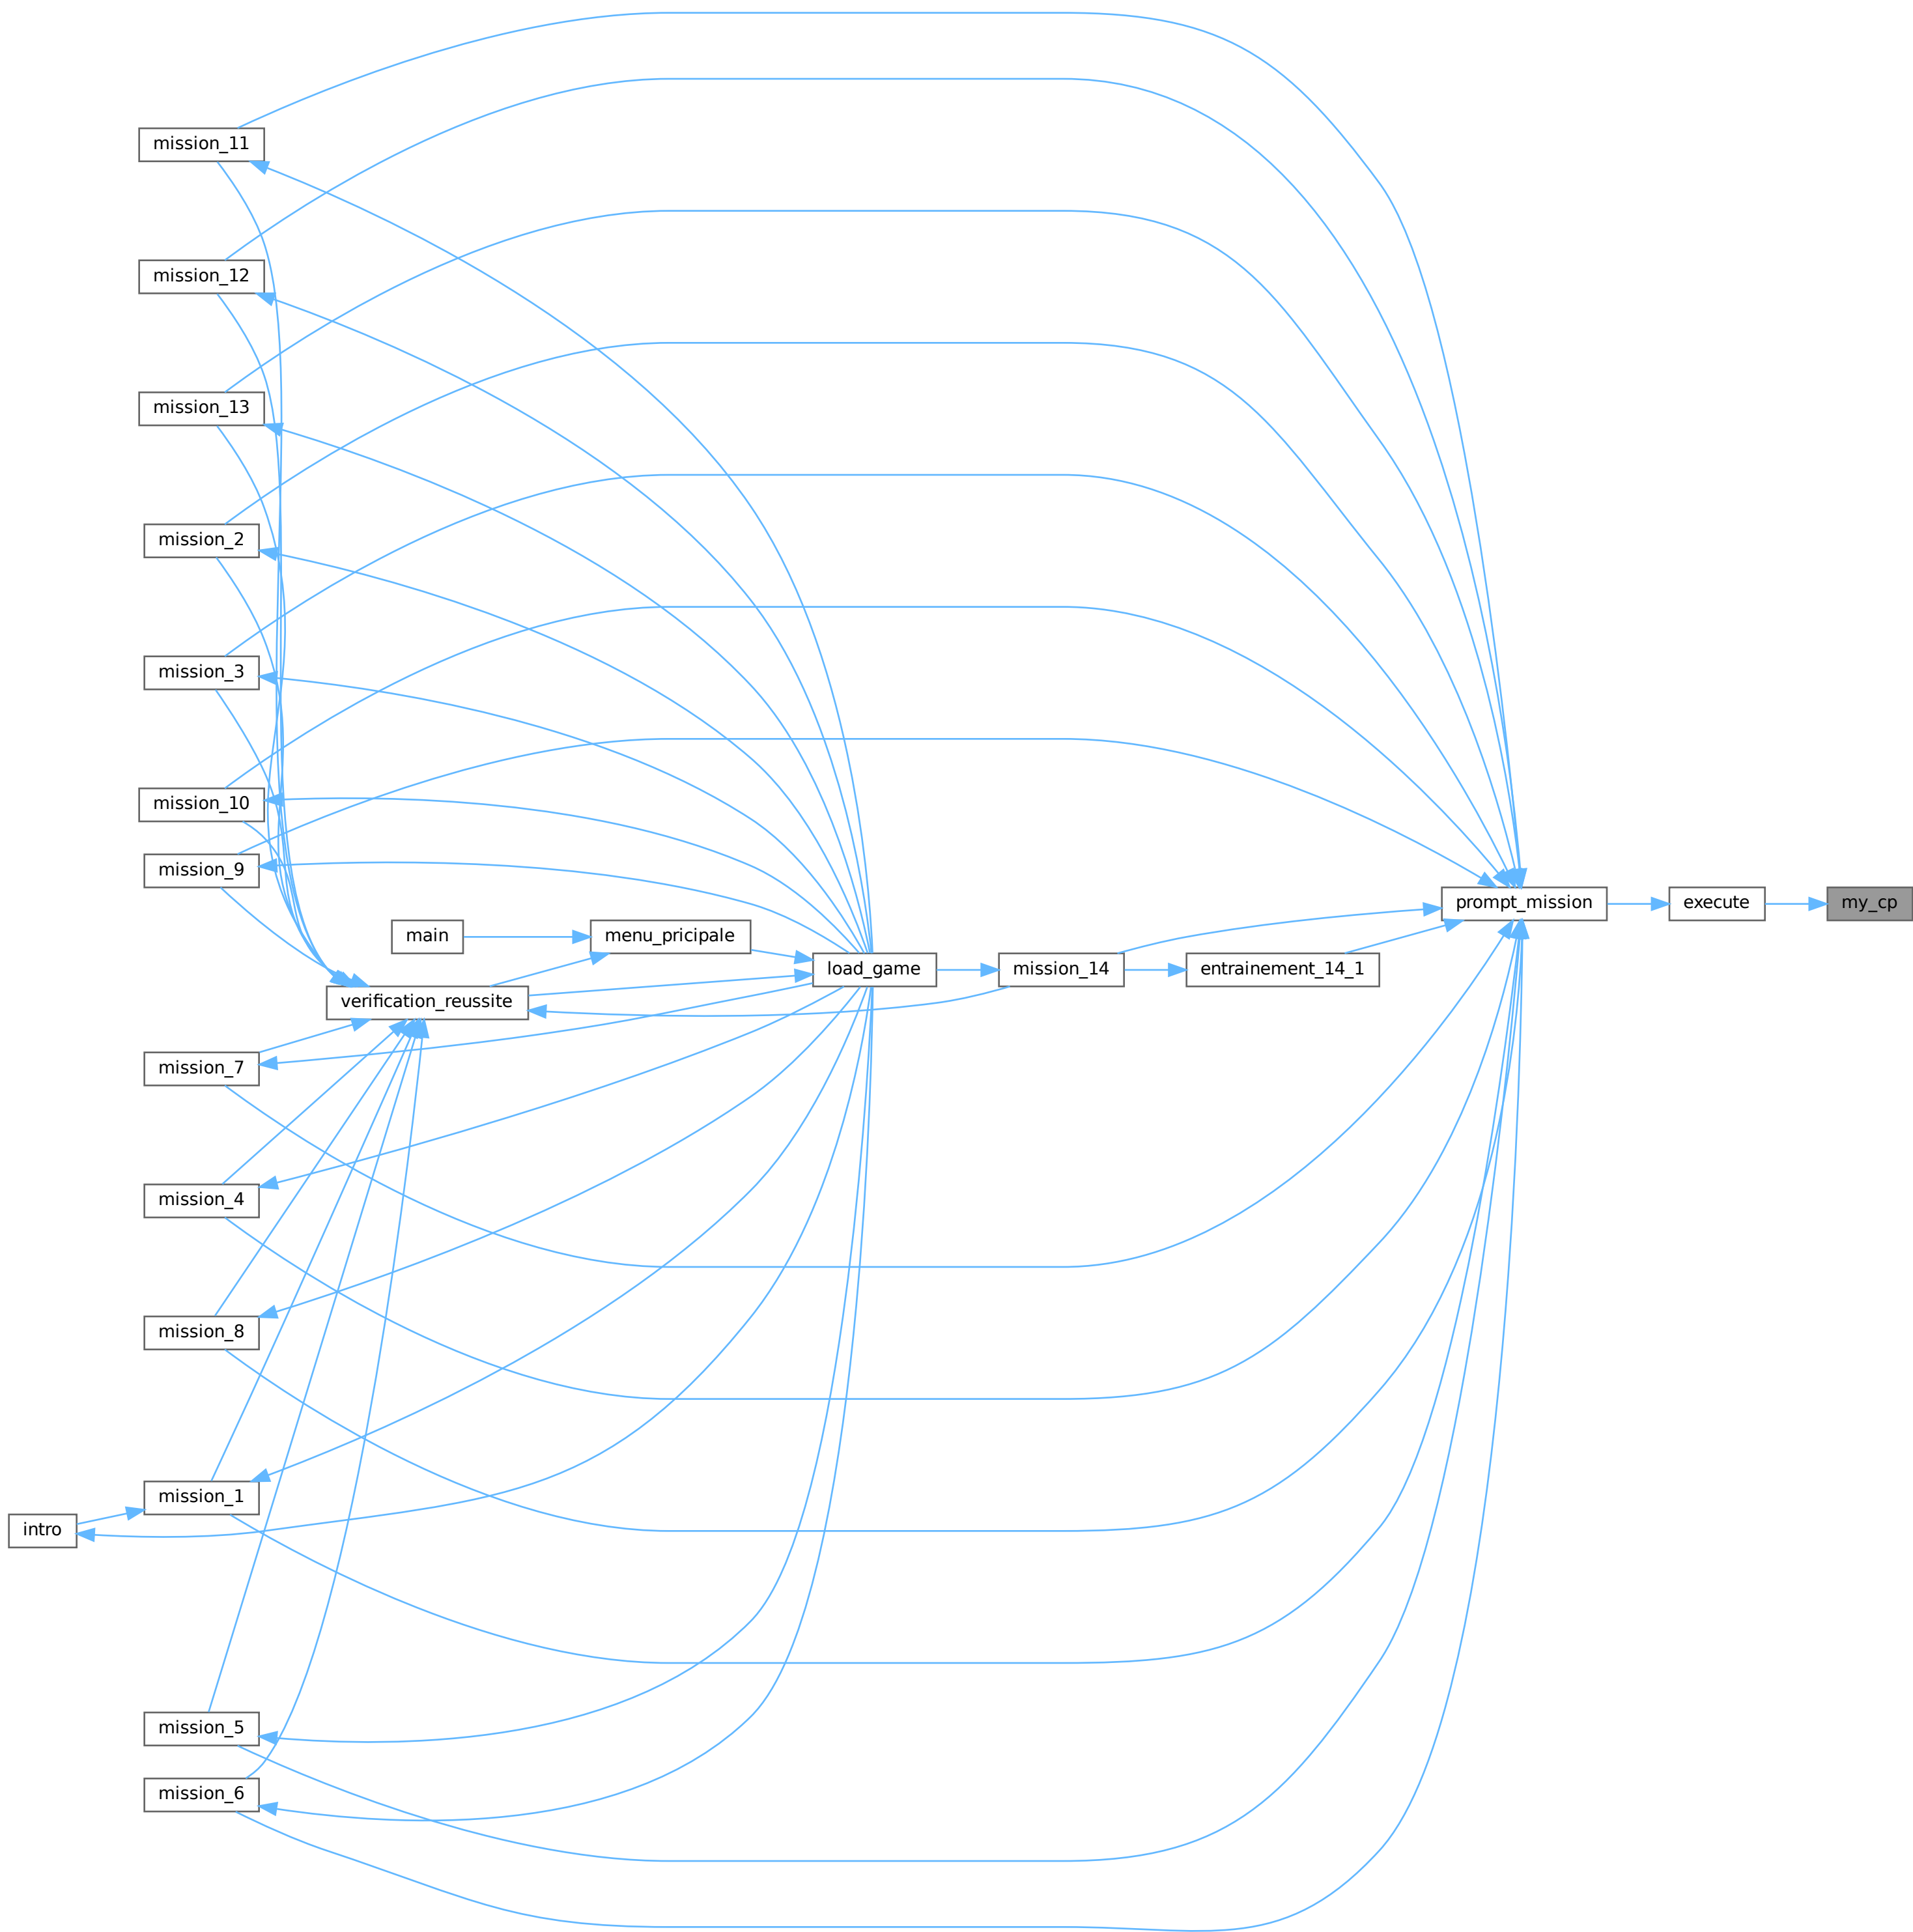 mission_11
mission_12
mission_13
mission_2
mission_3
mission_10
mission_9
prompt_mission
execute
my_cp
main
menu_pricipale
load_game
mission_14
entrainement_14_1
verification_reussite
mission_7
mission_4
mission_8
mission_1
intro
mission_5
mission_6